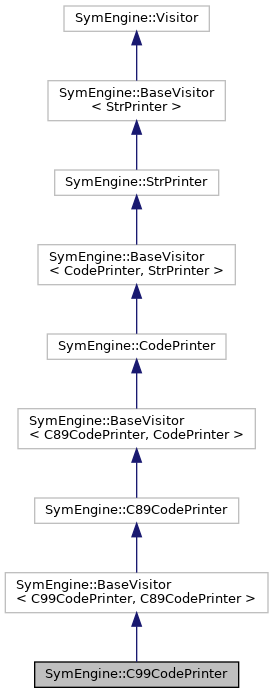 SymEngine::Visitor
SymEngine::BaseVisitor
< StrPrinter >
SymEngine::StrPrinter
SymEngine::BaseVisitor
< CodePrinter, StrPrinter >
SymEngine::CodePrinter
SymEngine::BaseVisitor
< C89CodePrinter, CodePrinter >
SymEngine::C89CodePrinter
SymEngine::BaseVisitor
< C99CodePrinter, C89CodePrinter >
SymEngine::C99CodePrinter